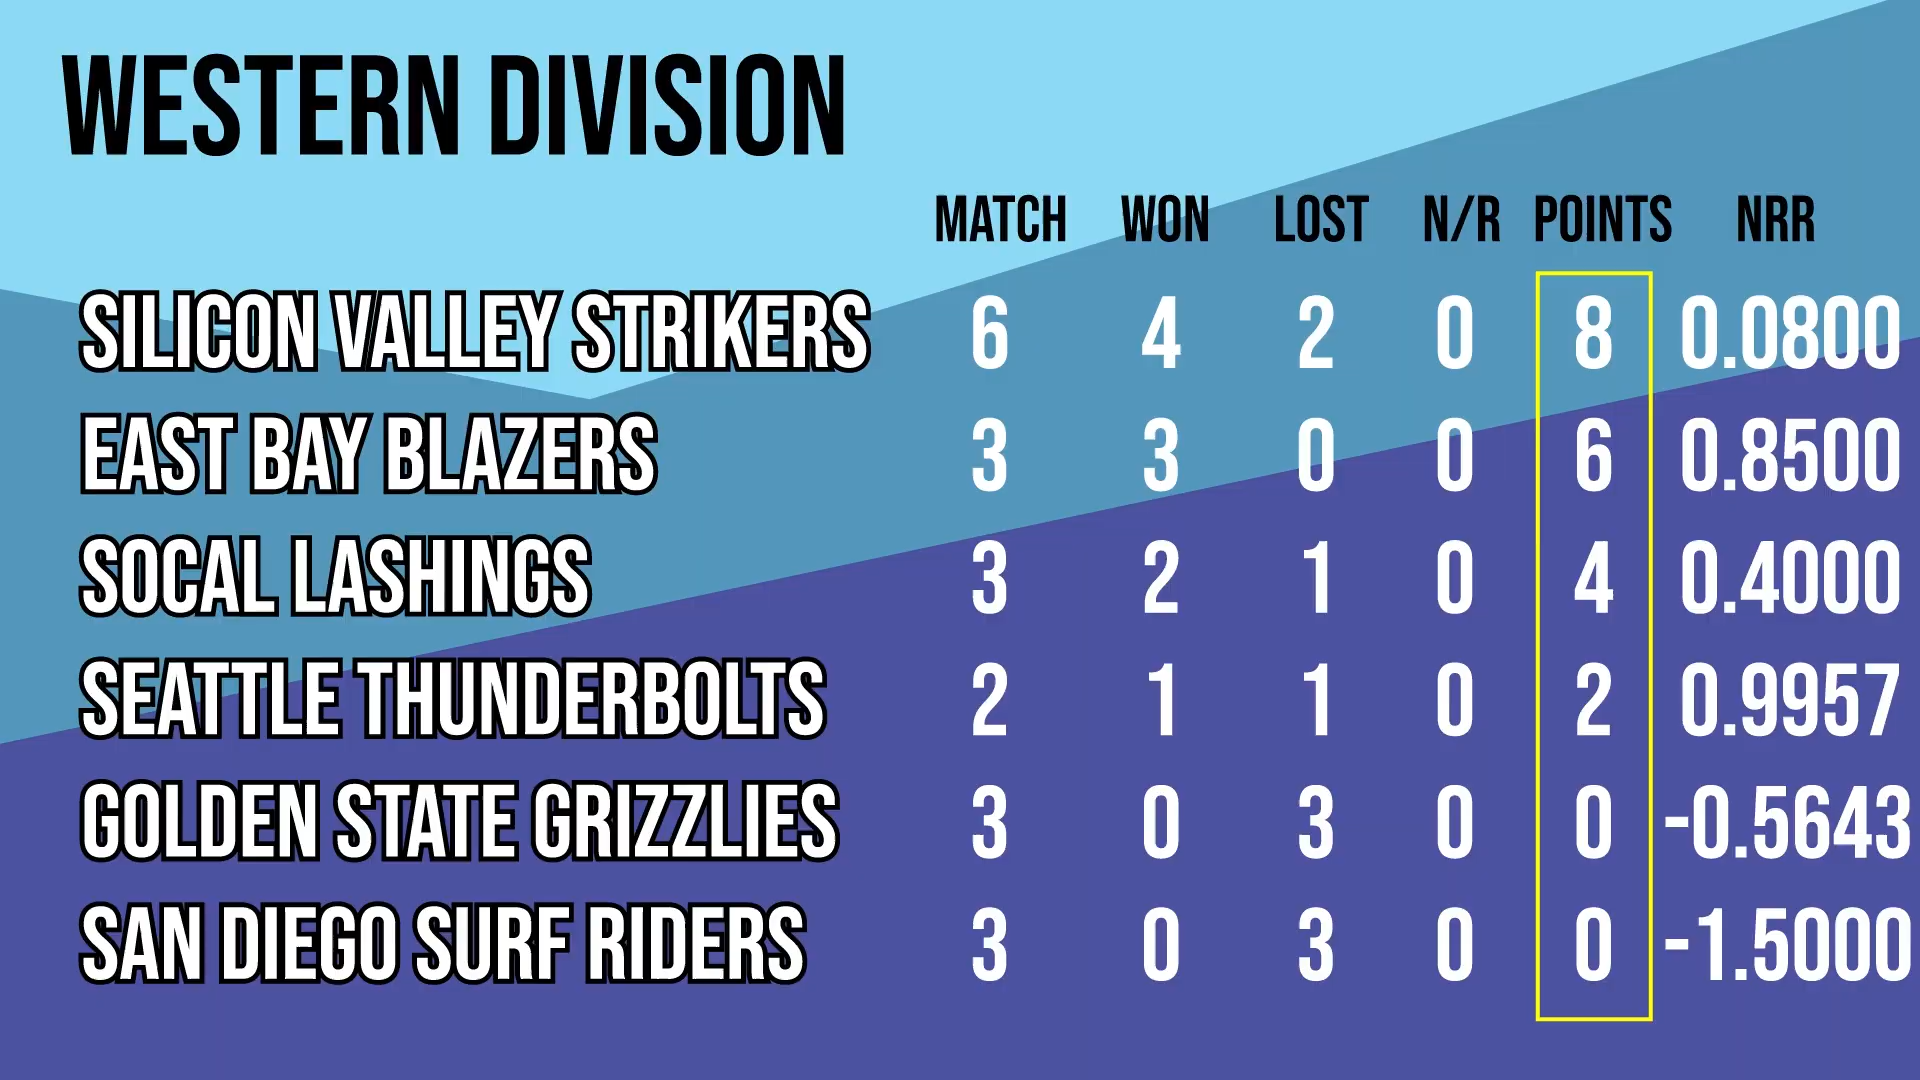 WESTERN DIVISION
MATCH WON LOST N/R POINTS NRR
SILICON VALLEY STRIKERS 6 4 2 0 8 0.0800
EAST BAY BLAZERS 3 3 0 0 6 0.8500
SOCAL LASHINGS 3 2 1 0 4 0.4000
SEATTLE THUNDERBOLTS 2 1 1 0 2 0.9957
GOLDEN STATE GRIZZLIES 3 0 3 0 0 -0.5643
SAN DIEGO SURF RIDERS 3 0 3 0 0 -1.5000